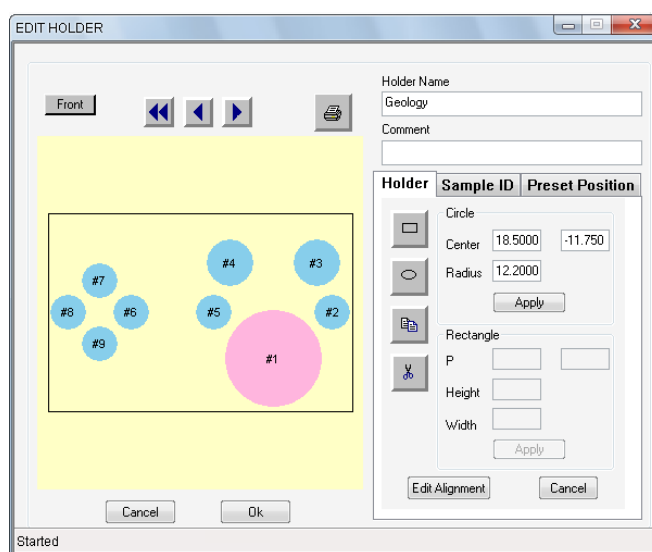 EDIT HOLDER
Front
Holder Name
Geology
Comment
Holder
Sample ID
Preset Position
Circle
Center 18.5000 -11.750
Radius 12.2000
Apply
Rectangle
P
Height
Width
Apply
Edit Alignment
Cancel
#4
#3
#7
#8
#6
#5
#2
#9
#1
Cancel
Ok
Started